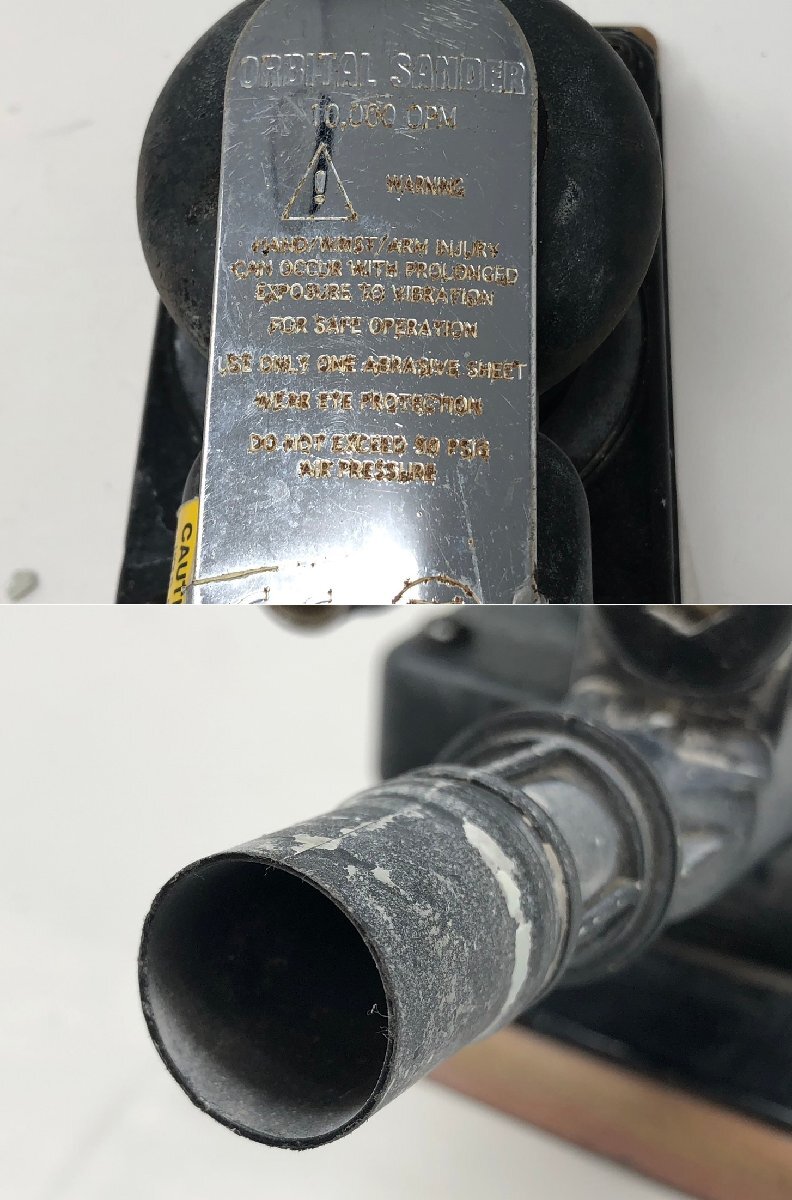 ORBITAL SANDER
10,000 OPM
WARNING
HAND/WRIST/ARM INJURY
CAN OCCUR WITH PROLONGED
EXPOSURE TO VIBRATION
FOR SAFE OPERATION
USE ONLY ONE ABRASIVE SHEET
WEAR EYE PROTECTION
DO NOT EXCEED 90 PSIG
AIR PRESSURE